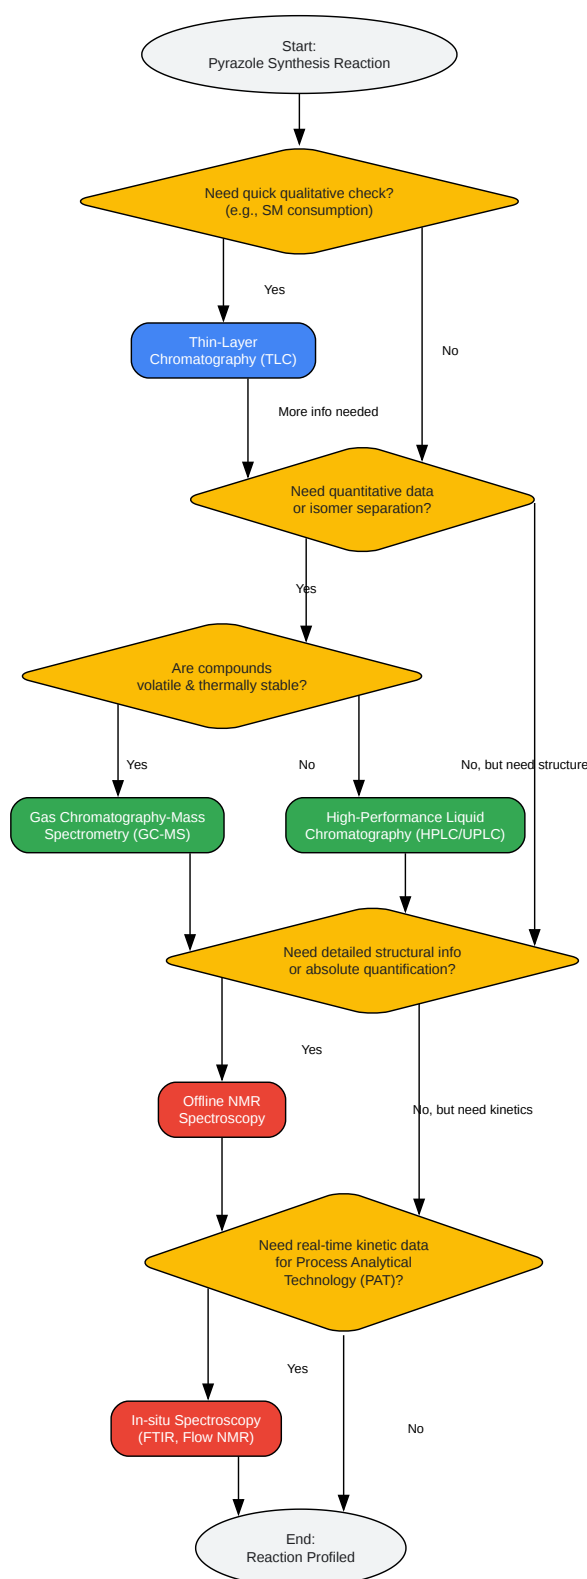 Start:
Pyrazole Synthesis Reaction
Need quick qualitative check?
(e.g., SM consumption)
Yes
Thin-Layer
Chromatography (TLC)
No
More info needed
Need quantitative data
or isomer separation?
Yes
Are compounds
volatile & thermally stable?
Yes
No
No, but need structure
Gas Chromatography-Mass
Spectrometry (GC-MS)
High-Performance Liquid
Chromatography (HPLC/UPLC)
Need detailed structural info
or absolute quantification?
Yes
Offline NMR
Spectroscopy
No, but need kinetics
Need real-time kinetic data
for Process Analytical
Technology (PAT)?
Yes
In-situ Spectroscopy
(FTIR, Flow NMR)
No
End:
Reaction Profiled